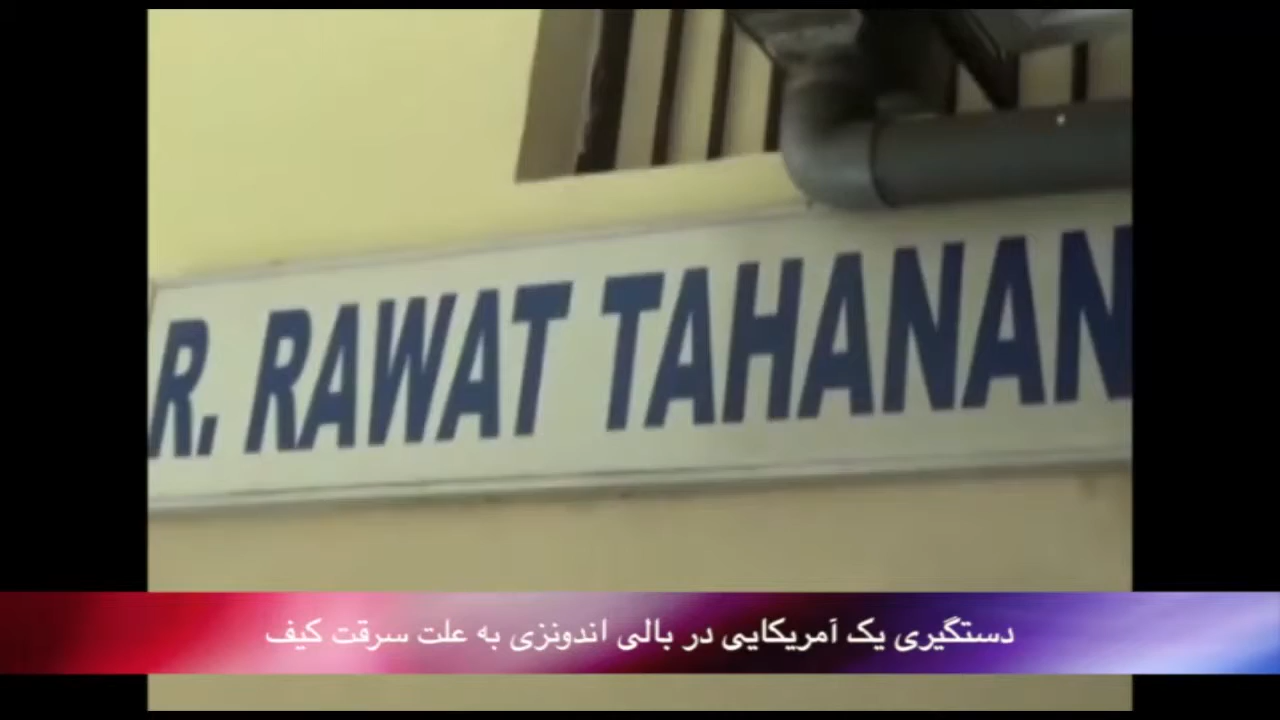 R. RAWAT TAHANAN
دستگیری یک آمریکایی در بالی اندونزی به علت سرقت کیف